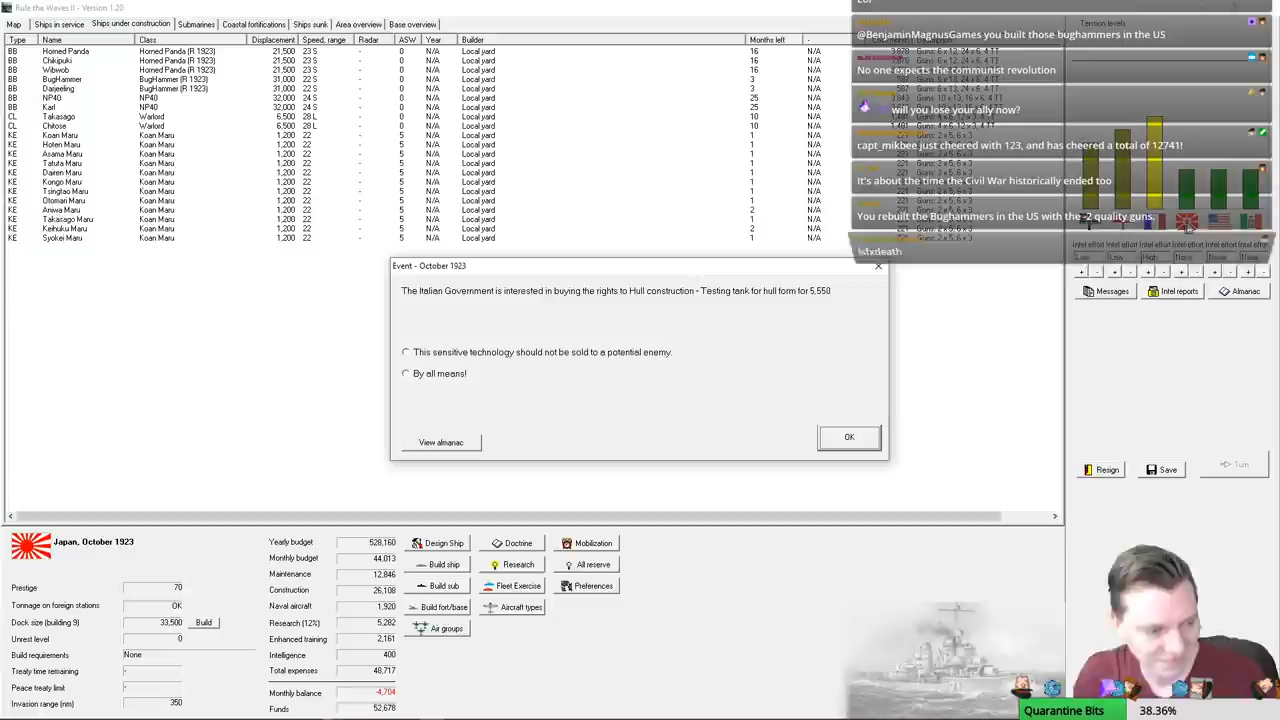 Rule the Waves II - Version 1.20
Map Ships in service Ships under construction Submarines Coastal fortifications Ships sunk Area overview Base overview
Type Name Class Displacement Speed, range Radar ASW Year Builder Months left -
BB Horned Panda Horned Panda (R 1923) 21,500 23 S - 0 N/A Local yard 16 N/A
BB Chikipuki Horned Panda (R 1923) 21,500 23 S - 0 N/A Local yard 16 N/A
BB Wibwob Horned Panda (R 1923) 21,500 23 S - 0 N/A Local yard 16 N/A
BB BugHammer BugHammer (R 1923) 31,000 22 S - 0 N/A Local yard 3 N/A
BB Darjeeling BugHammer (R 1923) 31,000 22 S - 0 N/A Local yard 3 N/A
BB NP40 NP40 32,000 24 S - 0 N/A Local yard 25 N/A
BB Karl NP40 32,000 24 S - 0 N/A Local yard 25 N/A
CL Takasago Warlord 6,500 28 L - 0 N/A Local yard 10 N/A
CL Chitose Warlord 6,500 28 L - 0 N/A Local yard 10 N/A
KE Koan Maru Koan Maru 1,200 22 - 5 N/A Local yard 1 N/A
KE Hoten Maru Koan Maru 1,200 22 - 5 N/A Local yard 1 N/A
KE Asama Maru Koan Maru 1,200 22 - 5 N/A Local yard 1 N/A
KE Tatuta Maru Koan Maru 1,200 22 - 5 N/A Local yard 1 N/A
KE Dairen Maru Koan Maru 1,200 22 - 5 N/A Local yard 1 N/A
KE Kongo Maru Koan Maru 1,200 22 - 5 N/A Local yard 1 N/A
KE Tsingtao Maru Koan Maru 1,200 22 - 5 N/A Local yard 1 N/A
KE Otomari Maru Koan Maru 1,200 22 - 5 N/A Local yard 1 N/A
KE Aniwa Maru Koan Maru 1,200 22 - 5 N/A Local yard 2 N/A
KE Takasago Maru Koan Maru 1,200 22 - 5 N/A Local yard 1 N/A
KE Keihuku Maru Koan Maru 1,200 22 - 5 N/A Local yard 2 N/A
KE Syokei Maru Koan Maru 1,200 22 - 5 N/A Local yard 1 N/A
Tension levels
@BenjaminMagnusGames you built those bughammers in the US
No one expects the communist revolution
will you lose your ally now?
capt_mikbee just cheered with 123, and has cheered a total of 12741!
It's about the time the Civil War historically ended too
You rebuilt the Bughammers in the US with the -2 quality guns.
Intel effort Intel effort Intel effort Intel effort Intel effort Intel effort
Low Low High None None None
+ - + - + - + - + - + -
Messages Intel reports Almanac
Event - October 1923
The Italian Government is interested in buying the rights to Hull construction - Testing tank for hull form for 5,550
This sensitive technology should not be sold to a potential enemy.
By all means!
View almanac
OK
Resign Save Turn
Japan, October 1923
Prestige 70
Tonnage on foreign stations OK
Dock size (building 9) 33,500 Build
Unrest level 0
Build requirements None
Treaty time remaining -
Peace treaty limit -
Invasion range (nm) 350
Yearly budget 528,160
Monthly budget 44,013
Maintenance 12,846
Construction 26,108
Naval aircraft 1,920
Research (12%) 5,282
Enhanced training 2,161
Intelligence 400
Total expenses 48,717
Monthly balance -4,704
Funds 52,678
Design Ship Doctrine Mobilization
Build ship Research All reserve
Build sub Fleet Exercise Preferences
Build fort/base Aircraft types
Air groups
Quarantine Bits 38.36%